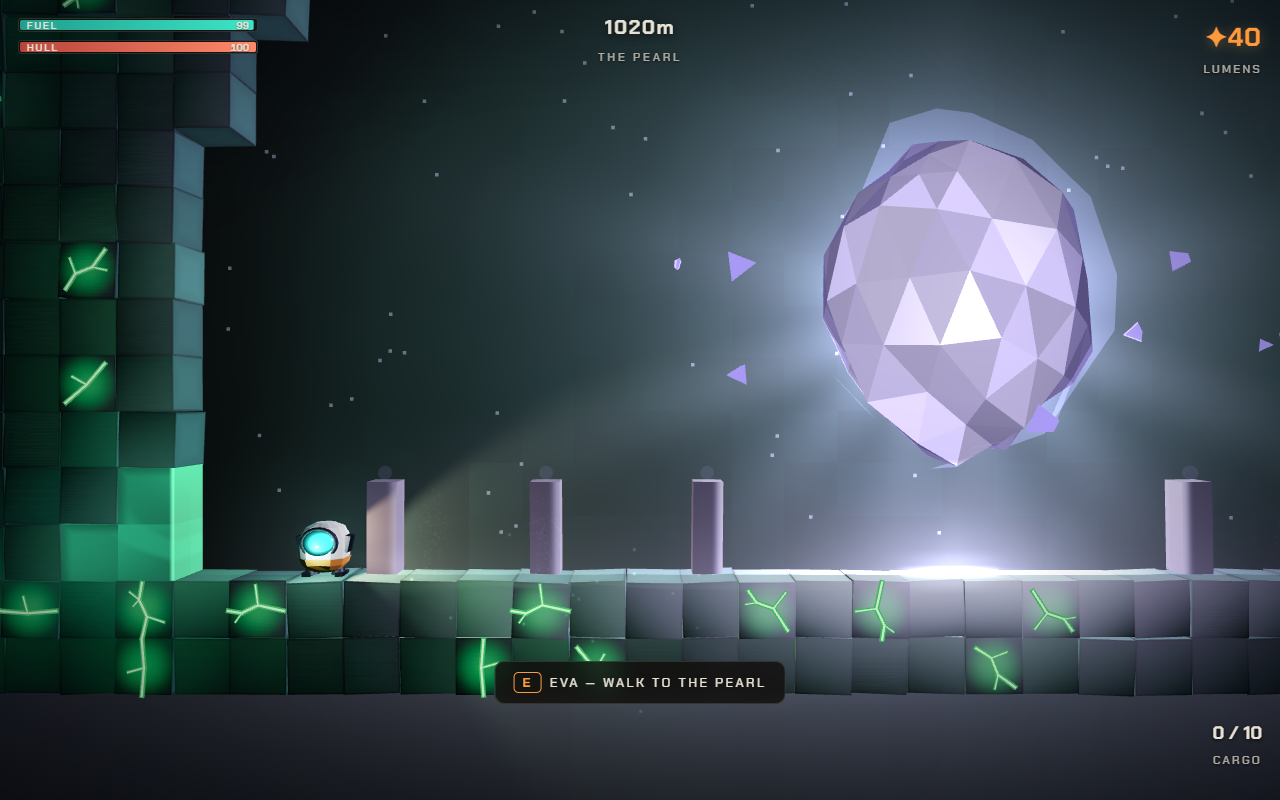 FUEL 99
HULL 100
1020m
THE PEARL
✦40
LUMENS
E EVA — WALK TO THE PEARL
0 / 10
CARGO